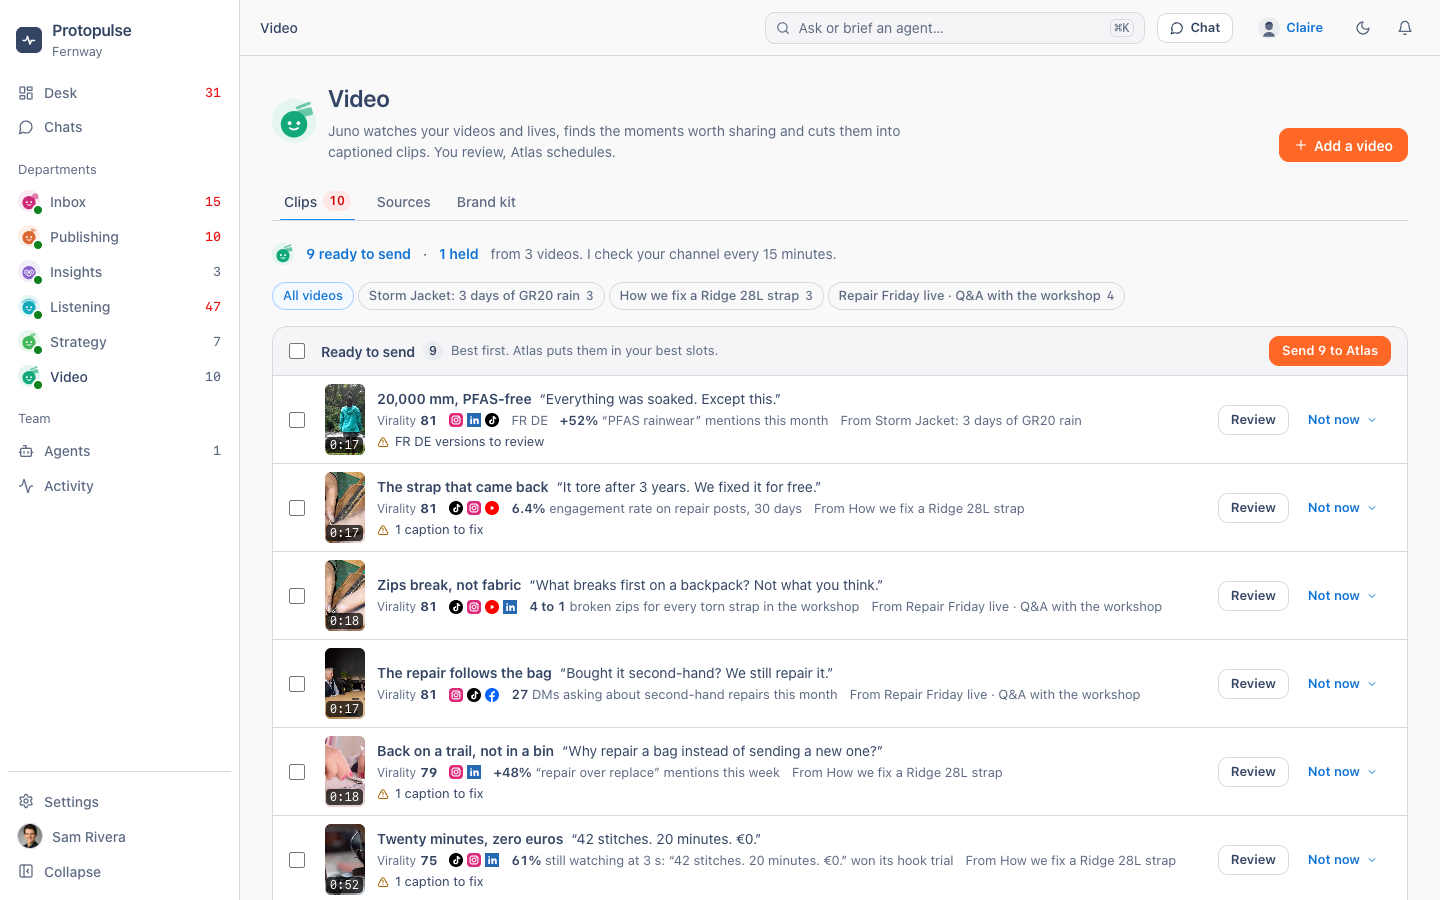 Protopulse
Fernway
Desk 31
Chats
Departments
Inbox 15
Publishing 10
Insights 3
Listening 47
Strategy 7
Video 10
Team
Agents 1
Activity
Settings
Sam Rivera
Collapse
Video
Ask or brief an agent… ⌘K
Chat
Claire
Video
Juno watches your videos and lives, finds the moments worth sharing and cuts them into
captioned clips. You review, Atlas schedules.
+ Add a video
Clips 10 Sources Brand kit
9 ready to send · 1 held from 3 videos. I check your channel every 15 minutes.
All videos Storm Jacket: 3 days of GR20 rain 3 How we fix a Ridge 28L strap 3 Repair Friday live · Q&A with the workshop 4
Ready to send 9 Best first. Atlas puts them in your best slots. Send 9 to Atlas
0:17
20,000 mm, PFAS-free “Everything was soaked. Except this.”
Virality 81 FR DE +52% “PFAS rainwear” mentions this month From Storm Jacket: 3 days of GR20 rain
FR DE versions to review
Review Not now
0:17
The strap that came back “It tore after 3 years. We fixed it for free.”
Virality 81 6.4% engagement rate on repair posts, 30 days From How we fix a Ridge 28L strap
1 caption to fix
Review Not now
0:18
Zips break, not fabric “What breaks first on a backpack? Not what you think.”
Virality 81 4 to 1 broken zips for every torn strap in the workshop From Repair Friday live · Q&A with the workshop
Review Not now
0:17
The repair follows the bag “Bought it second-hand? We still repair it.”
Virality 81 27 DMs asking about second-hand repairs this month From Repair Friday live · Q&A with the workshop
Review Not now
0:18
Back on a trail, not in a bin “Why repair a bag instead of sending a new one?”
Virality 79 +48% “repair over replace” mentions this week From How we fix a Ridge 28L strap
1 caption to fix
Review Not now
0:52
Twenty minutes, zero euros “42 stitches. 20 minutes. €0.”
Virality 75 61% still watching at 3 s: “42 stitches. 20 minutes. €0.” won its hook trial From How we fix a Ridge 28L strap
1 caption to fix
Review Not now